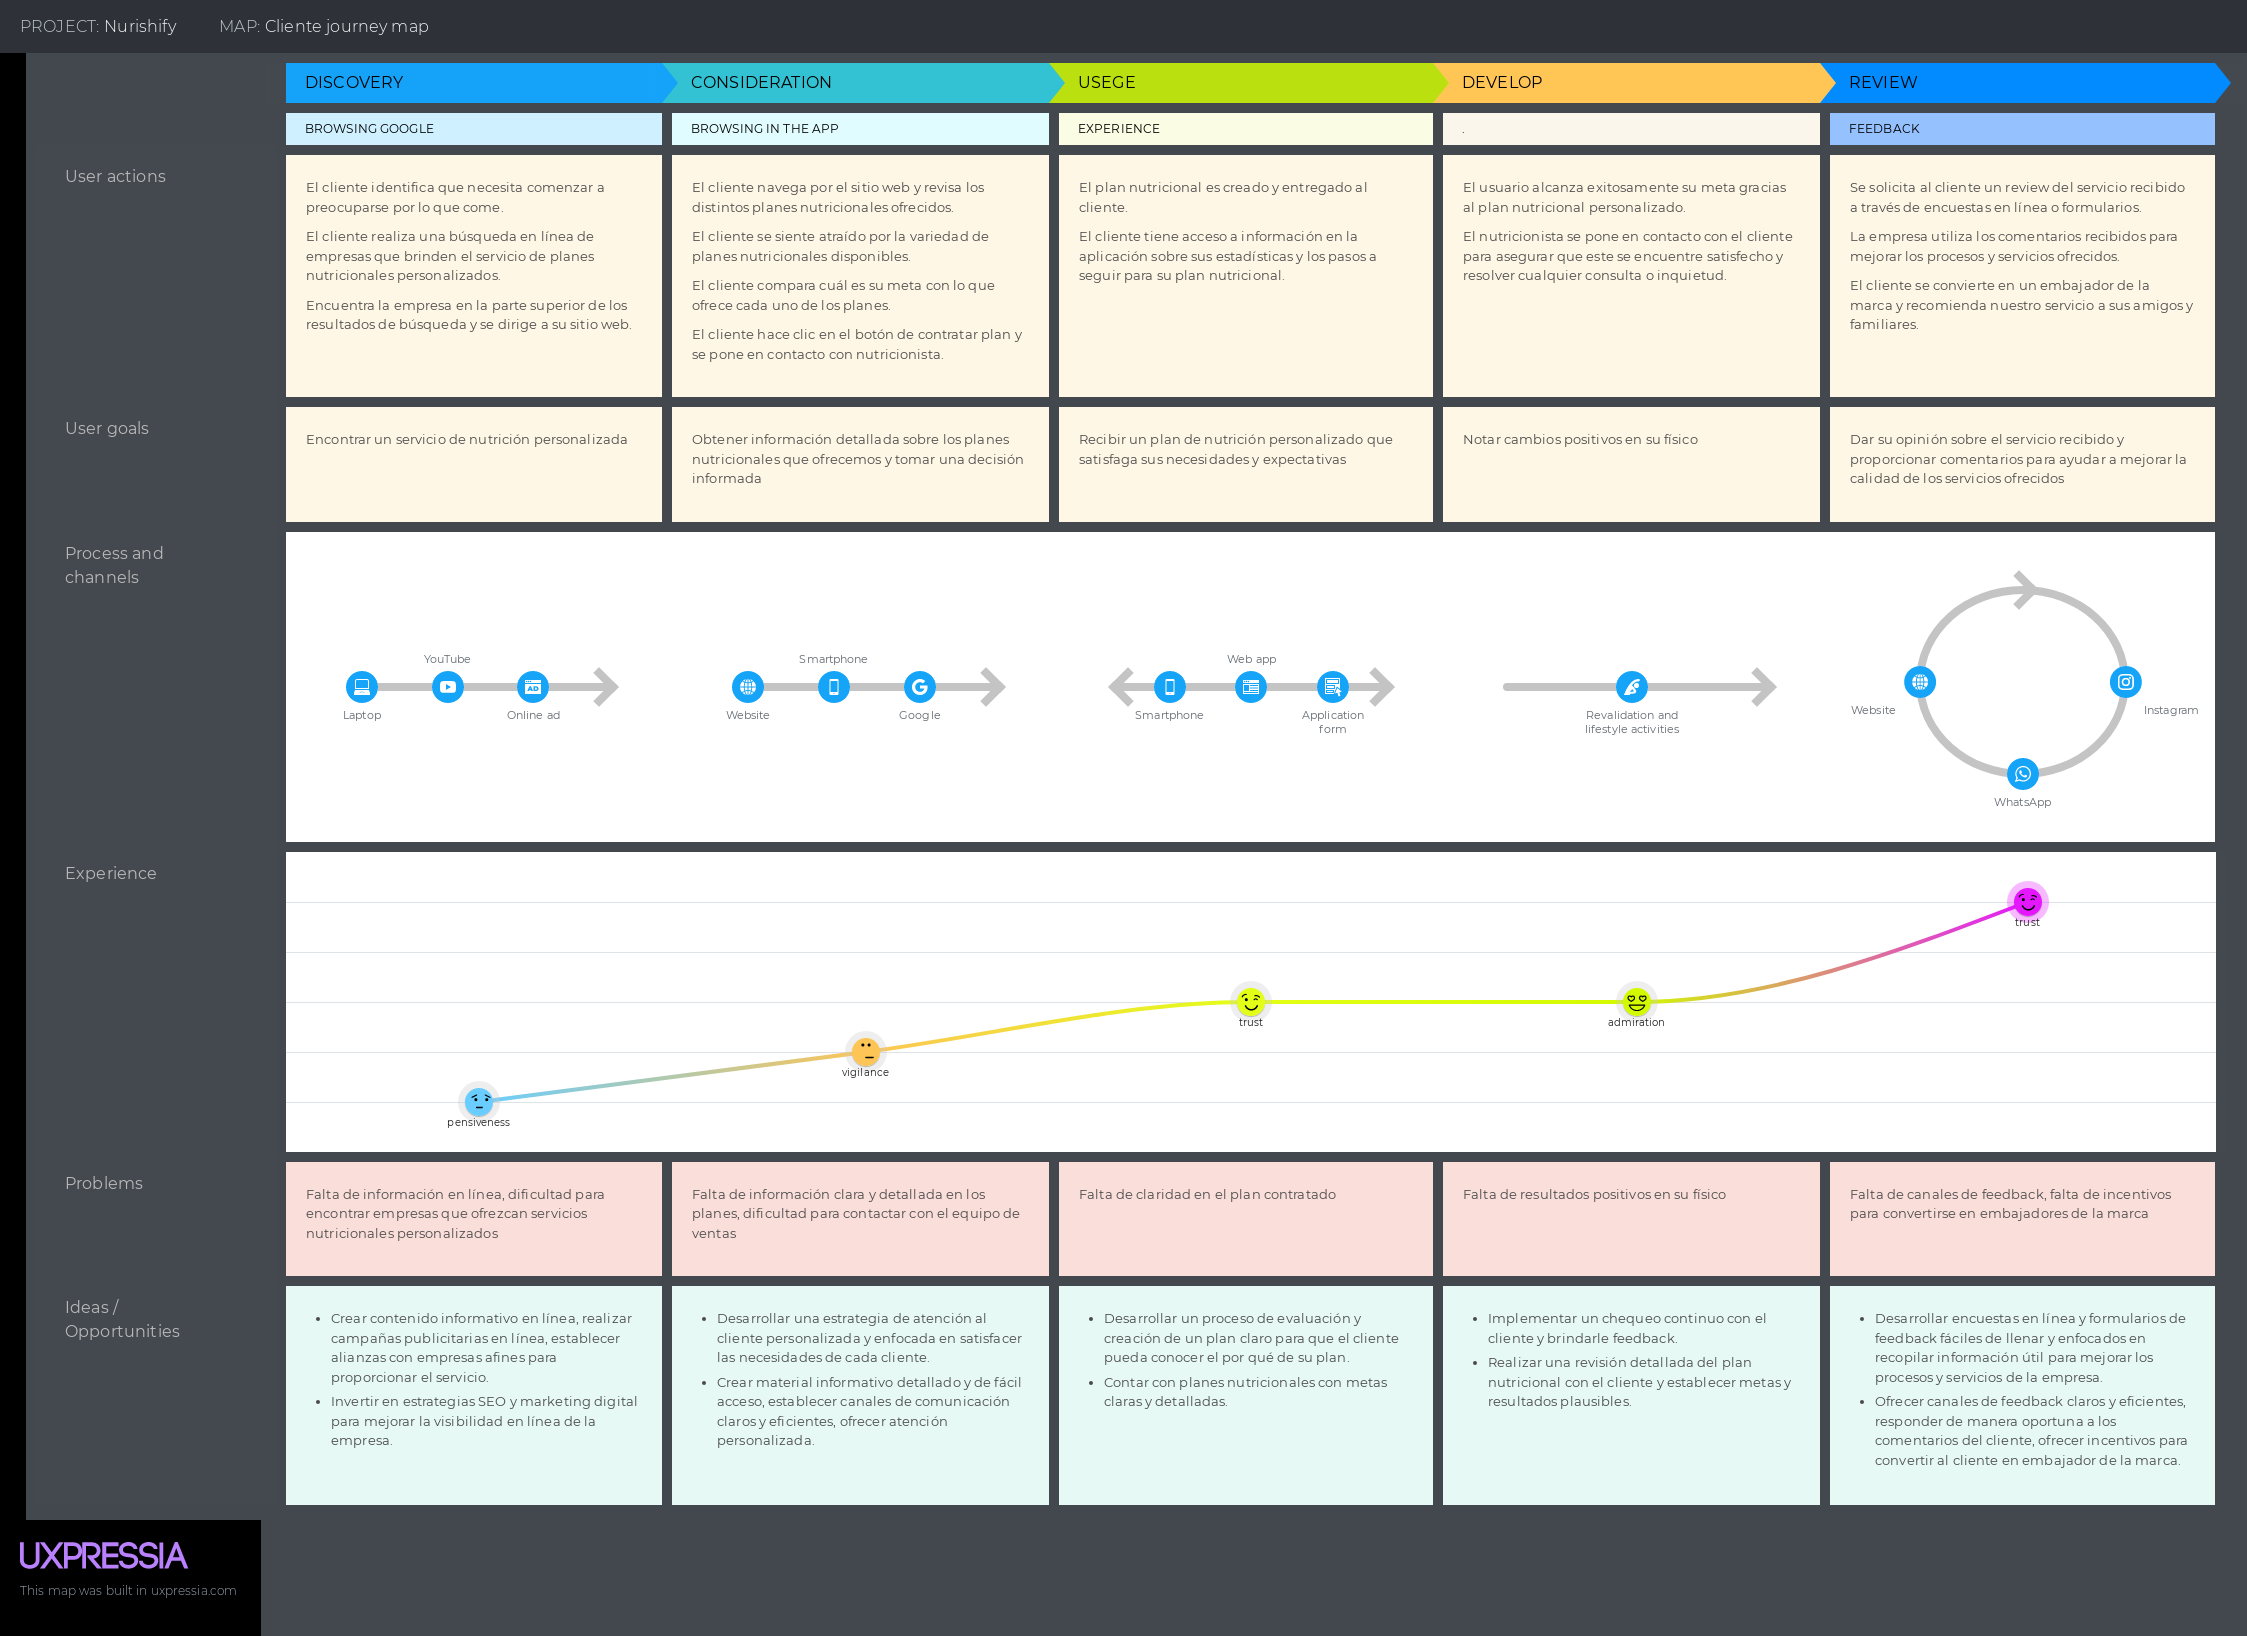 PROJECT: Nurishify
MAP: Cliente journey map
DISCOVERY
CONSIDERATION
USEGE
DEVELOP
REVIEW
BROWSING GOOGLE
BROWSING IN THE APP
EXPERIENCE
.
FEEDBACK
User actions
El cliente identifica que necesita comenzar a
preocuparse por lo que come.
El cliente realiza una búsqueda en línea de
empresas que brinden el servicio de planes
nutricionales personalizados.
Encuentra la empresa en la parte superior de los
resultados de búsqueda y se dirige a su sitio web.
El cliente navega por el sitio web y revisa los
distintos planes nutricionales ofrecidos.
El cliente se siente atraído por la variedad de
planes nutricionales disponibles.
El cliente compara cuál es su meta con lo que
ofrece cada uno de los planes.
El cliente hace clic en el botón de contratar plan y
se pone en contacto con nutricionista.
El plan nutricional es creado y entregado al
cliente.
El cliente tiene acceso a información en la
aplicación sobre sus estadísticas y los pasos a
seguir para su plan nutricional.
El usuario alcanza exitosamente su meta gracias
al plan nutricional personalizado.
El nutricionista se pone en contacto con el cliente
para asegurar que este se encuentre satisfecho y
resolver cualquier consulta o inquietud.
Se solicita al cliente un review del servicio recibido
a través de encuestas en línea o formularios.
La empresa utiliza los comentarios recibidos para
mejorar los procesos y servicios ofrecidos.
El cliente se convierte en un embajador de la
marca y recomienda nuestro servicio a sus amigos y
familiares.
User goals
Encontrar un servicio de nutrición personalizada
Obtener información detallada sobre los planes
nutricionales que ofrecemos y tomar una decisión
informada
Recibir un plan de nutrición personalizado que
satisfaga sus necesidades y expectativas
Notar cambios positivos en su físico
Dar su opinión sobre el servicio recibido y
proporcionar comentarios para ayudar a mejorar la
calidad de los servicios ofrecidos
Process and
channels
Laptop
YouTube
AD
Online ad
Website
Smartphone
Google
Smartphone
Web app
Application
form
Revalidation and
lifestyle activities
Website
Instagram
WhatsApp
Experience
pensiveness
vigilance
trust
admiration
trust
Problems
Falta de información en línea, dificultad para
encontrar empresas que ofrezcan servicios
nutricionales personalizados
Falta de información clara y detallada en los
planes, dificultad para contactar con el equipo de
ventas
Falta de claridad en el plan contratado
Falta de resultados positivos en su físico
Falta de canales de feedback, falta de incentivos
para convertirse en embajadores de la marca
Ideas /
Opportunities
• Crear contenido informativo en línea, realizar
campañas publicitarias en línea, establecer
alianzas con empresas afines para
proporcionar el servicio.
• Invertir en estrategias SEO y marketing digital
para mejorar la visibilidad en línea de la
empresa.
• Desarrollar una estrategia de atención al
cliente personalizada y enfocada en satisfacer
las necesidades de cada cliente.
• Crear material informativo detallado y de fácil
acceso, establecer canales de comunicación
claros y eficientes, ofrecer atención
personalizada.
• Desarrollar un proceso de evaluación y
creación de un plan claro para que el cliente
pueda conocer el por qué de su plan.
• Contar con planes nutricionales con metas
claras y detalladas.
• Implementar un chequeo continuo con el
cliente y brindarle feedback.
• Realizar una revisión detallada del plan
nutricional con el cliente y establecer metas y
resultados plausibles.
• Desarrollar encuestas en línea y formularios de
feedback fáciles de llenar y enfocados en
recopilar información útil para mejorar los
procesos y servicios de la empresa.
• Ofrecer canales de feedback claros y eficientes,
responder de manera oportuna a los
comentarios del cliente, ofrecer incentivos para
convertir al cliente en embajador de la marca.
UXPRESSIA
This map was built in uxpressia.com